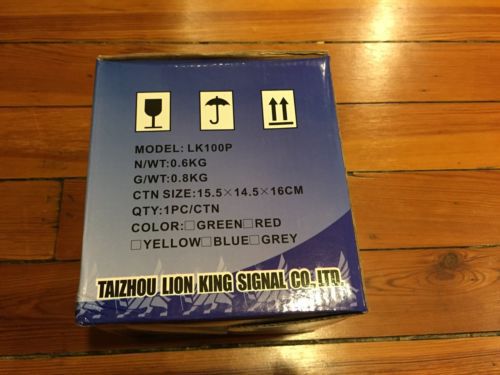 MODEL: LK100P
N/WT:0.6KG
G/WT:0.8KG
CTN SIZE:15.5×14.5×16CM
QTY:1PC/CTN
COLOR:□GREEN□RED
□YELLOW□BLUE□GREY
TAIZHOU LION KING SIGNAL CO.,LTD.